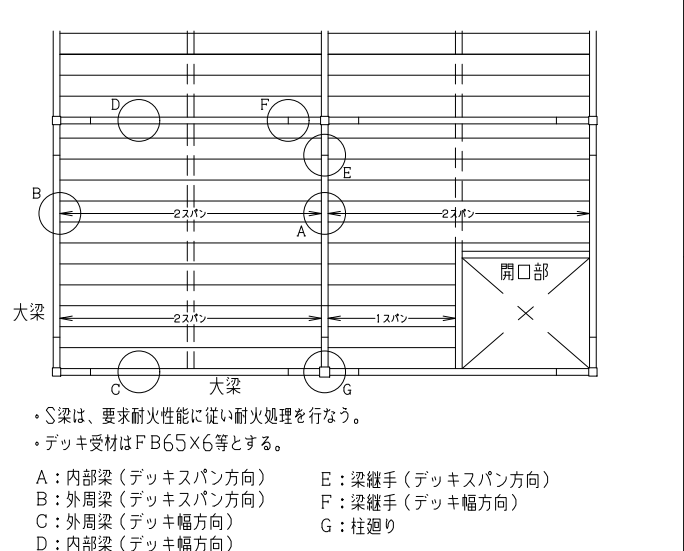 D
F
E
B
2スパン
2スパン
A
開口部
大梁
2スパン
1スパン
C
大梁
G
・S梁は、要求耐火性能に従い耐火処理を行なう。
・デッキ受材はFB65×6等とする。
A：内部梁（デッキスパン方向）
B：外周梁（デッキスパン方向）
C：外周梁（デッキ幅方向）
D：内部梁（デッキ幅方向）
E：梁継手（デッキスパン方向）
F：梁継手（デッキ幅方向）
G：柱廻り